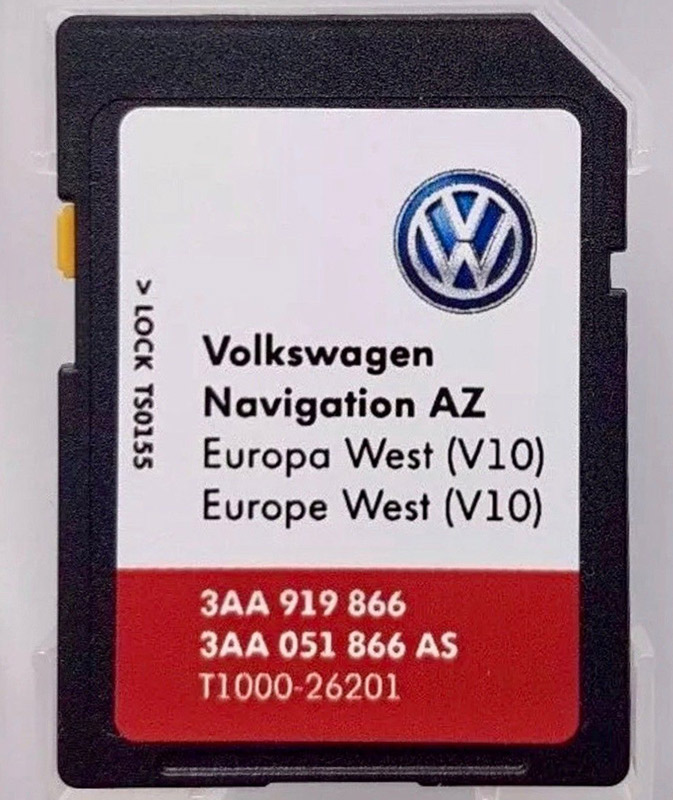 VW
Volkswagen
Navigation AZ
Europa West (V10)
Europe West (V10)
> LOCK TS0155
3AA 919 866
3AA 051 866 AS
T1000-26201